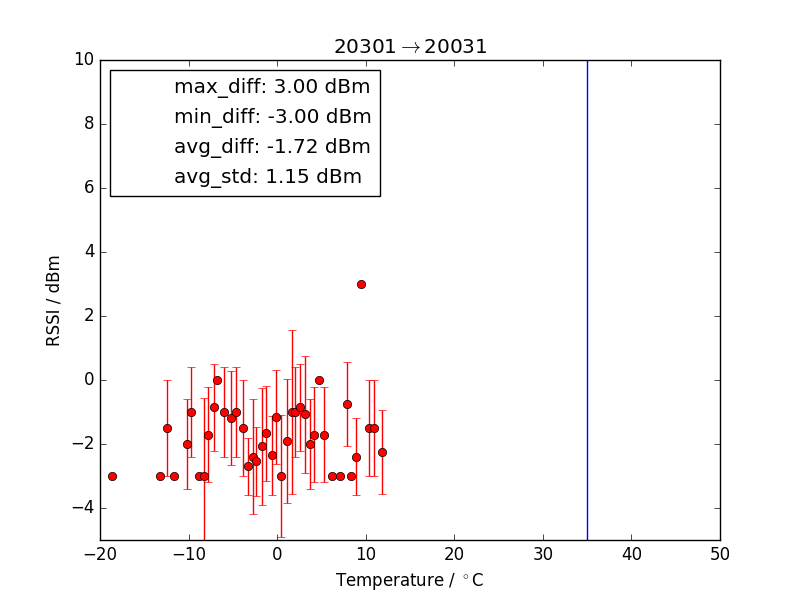 20301→20031
max_diff: 3.00 dBm
min_diff: -3.00 dBm
avg_diff: -1.72 dBm
avg_std: 1.15 dBm
10
8
6
4
2
0
−2
−4
RSSI / dBm
−20 −10 0 10 20 30 40 50
Temperature / °C